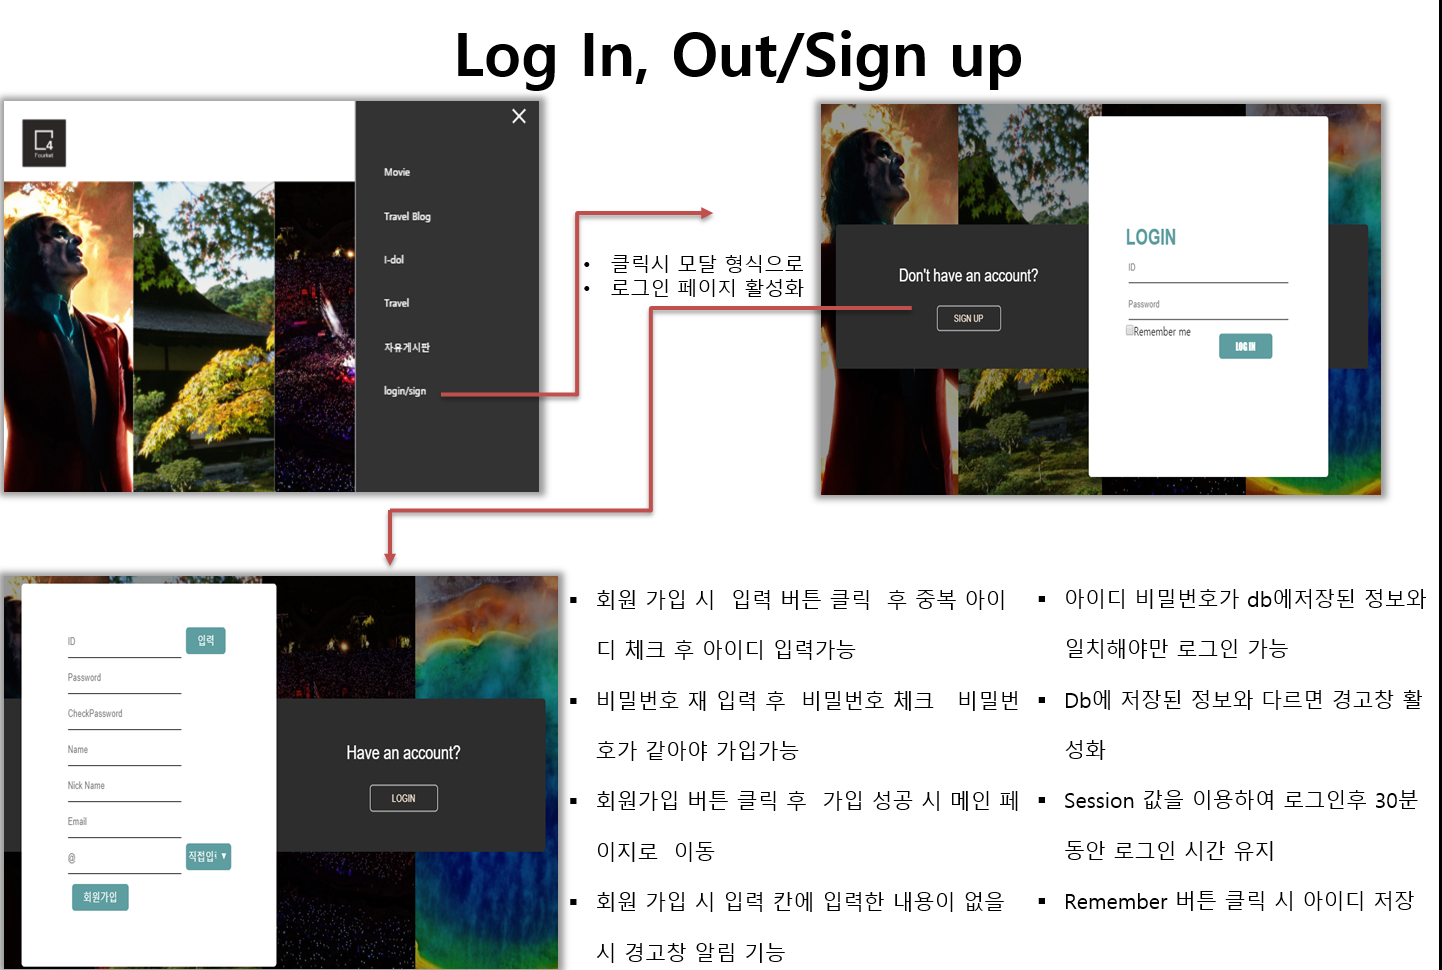 Log In, Out/Sign up
4
Fourket
Movie
Travel Blog
I-dol
Travel
자유게시판
login/sign
• 클릭시 모달 형식으로
• 로그인 페이지 활성화
Don't have an account?
SIGN UP
LOGIN
ID
Password
Remember me
LOG IN
ID
입력
Password
CheckPassword
Name
Nick Name
Email
@
직접입력 ▼
회원가입
Have an account?
LOGIN
▪ 회원 가입 시 입력 버튼 클릭 후 중복 아이
디 체크 후 아이디 입력가능
▪ 비밀번호 재 입력 후 비밀번호 체크 비밀번
호가 같아야 가입가능
▪ 회원가입 버튼 클릭 후 가입 성공 시 메인 페
이지로 이동
▪ 회원 가입 시 입력 칸에 입력한 내용이 없을
시 경고창 알림 기능
▪ 아이디 비밀번호가 db에저장된 정보와
일치해야만 로그인 가능
▪ Db에 저장된 정보와 다르면 경고창 활
성화
▪ Session 값을 이용하여 로그인후 30분
동안 로그인 시간 유지
▪ Remember 버튼 클릭 시 아이디 저장